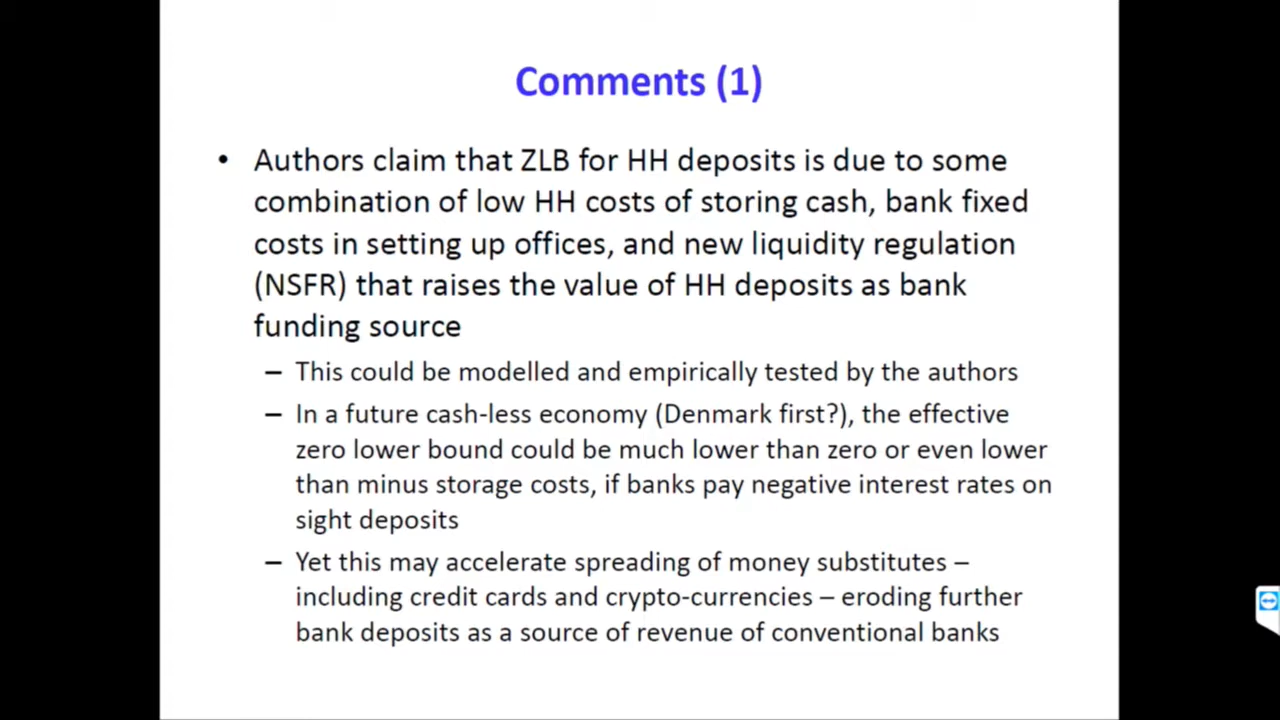 Comments (1)
• Authors claim that ZLB for HH deposits is due to some
combination of low HH costs of storing cash, bank fixed
costs in setting up offices, and new liquidity regulation
(NSFR) that raises the value of HH deposits as bank
funding source
– This could be modelled and empirically tested by the authors
– In a future cash-less economy (Denmark first?), the effective
zero lower bound could be much lower than zero or even lower
than minus storage costs, if banks pay negative interest rates on
sight deposits
– Yet this may accelerate spreading of money substitutes –
including credit cards and crypto-currencies – eroding further
bank deposits as a source of revenue of conventional banks